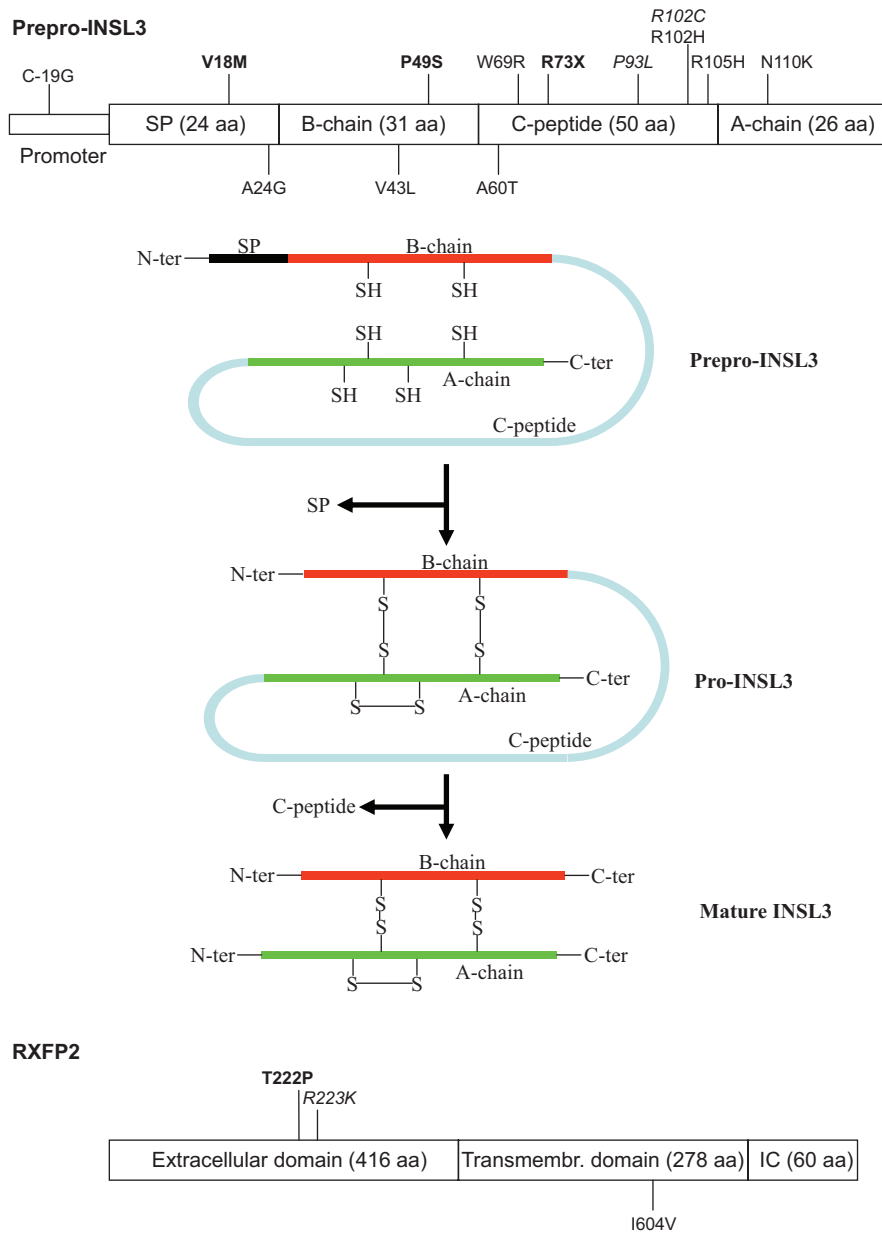 Prepro-INSL3
R102C
R102H
C-19G
V18M
P49S
W69R
R73X
P93L
R105H
N110K
SP (24 aa)
B-chain (31 aa)
C-peptide (50 aa)
A-chain (26 aa)
Promoter
A24G
V43L
A60T
N-ter
SP
B-chain
SH
SH
SH
SH
C-ter
Prepro-INSL3
A-chain
SH
SH
C-peptide
SP
B-chain
N-ter
S
S
S
S
C-ter
Pro-INSL3
A-chain
S
S
C-peptide
C-peptide
B-chain
N-ter
C-ter
S
S
S
S
Mature INSL3
N-ter
C-ter
A-chain
S
S
RXFP2
T222P
R223K
Extracellular domain (416 aa)
Transmembr. domain (278 aa)
IC (60 aa)
I604V